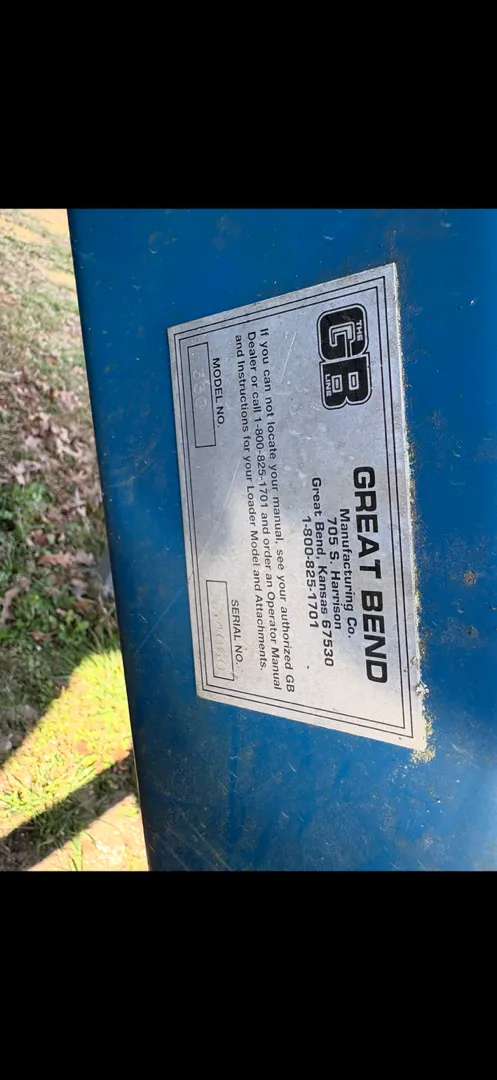 THE
GB
LINE
GREAT BEND
Manufacturing Co.
705 S. Harrison
Great Bend, Kansas 67530
1-800-825-1701
If you can not locate your manual, see your authorized GB
Dealer or call 1-800-825-1701 and order an Operator Manual
and Instructions for your Loader Model and Attachments.
MODEL NO.
SERIAL NO.